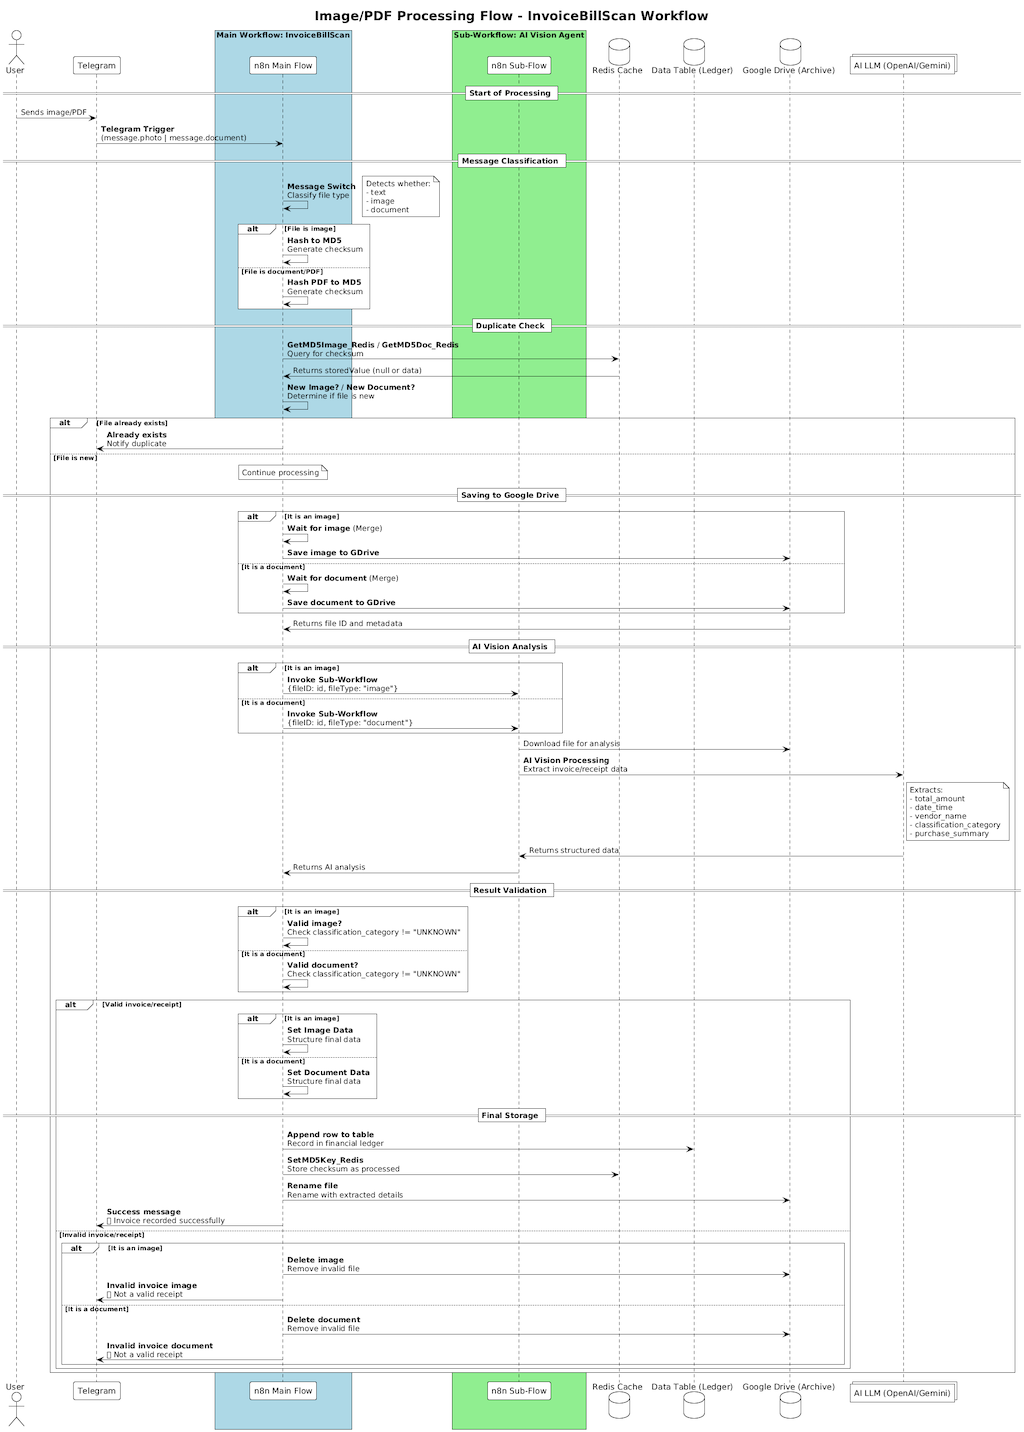 Image/PDF Processing Flow - InvoiceBillScan Workflow
Main Workflow: InvoiceBillScan
Sub-Workflow: AI Vision Agent
User
Telegram
n8n Main Flow
n8n Sub-Flow
Redis Cache
Data Table (Ledger)
Google Drive (Archive)
AI LLM (OpenAI/Gemini)
Start of Processing
Sends image/PDF
Telegram Trigger
(message.photo | message.document)
Message Classification
Message Switch
Classify file type
Detects whether:
- text
- image
- document
alt [File is image]
Hash to MD5
Generate checksum
[File is document/PDF]
Hash PDF to MD5
Generate checksum
Duplicate Check
GetMD5Image_Redis / GetMD5Doc_Redis
Query for checksum
Returns storedValue (null or data)
New Image? / New Document?
Determine if file is new
alt [File already exists]
Already exists
Notify duplicate
[File is new]
Continue processing
Saving to Google Drive
alt [It is an image]
Wait for image (Merge)
Save image to GDrive
[It is a document]
Wait for document (Merge)
Save document to GDrive
Returns file ID and metadata
AI Vision Analysis
alt [It is an image]
Invoke Sub-Workflow
{fileID: id, fileType: "image"}
[It is a document]
Invoke Sub-Workflow
{fileID: id, fileType: "document"}
Download file for analysis
AI Vision Processing
Extract invoice/receipt data
Extracts:
- total_amount
- date_time
- vendor_name
- classification_category
- purchase_summary
Returns structured data
Returns AI analysis
Result Validation
alt [It is an image]
Valid image?
Check classification_category != "UNKNOWN"
[It is a document]
Valid document?
Check classification_category != "UNKNOWN"
alt [Valid invoice/receipt]
alt [It is an image]
Set Image Data
Structure final data
[It is a document]
Set Document Data
Structure final data
Final Storage
Append row to table
Record in financial ledger
SetMD5Key_Redis
Store checksum as processed
Rename file
Rename with extracted details
Success message
Invoice recorded successfully
[Invalid invoice/receipt]
alt [It is an image]
Delete image
Remove invalid file
Invalid invoice image
Not a valid receipt
[It is a document]
Delete document
Remove invalid file
Invalid invoice document
Not a valid receipt
User
Telegram
n8n Main Flow
n8n Sub-Flow
Redis Cache
Data Table (Ledger)
Google Drive (Archive)
AI LLM (OpenAI/Gemini)